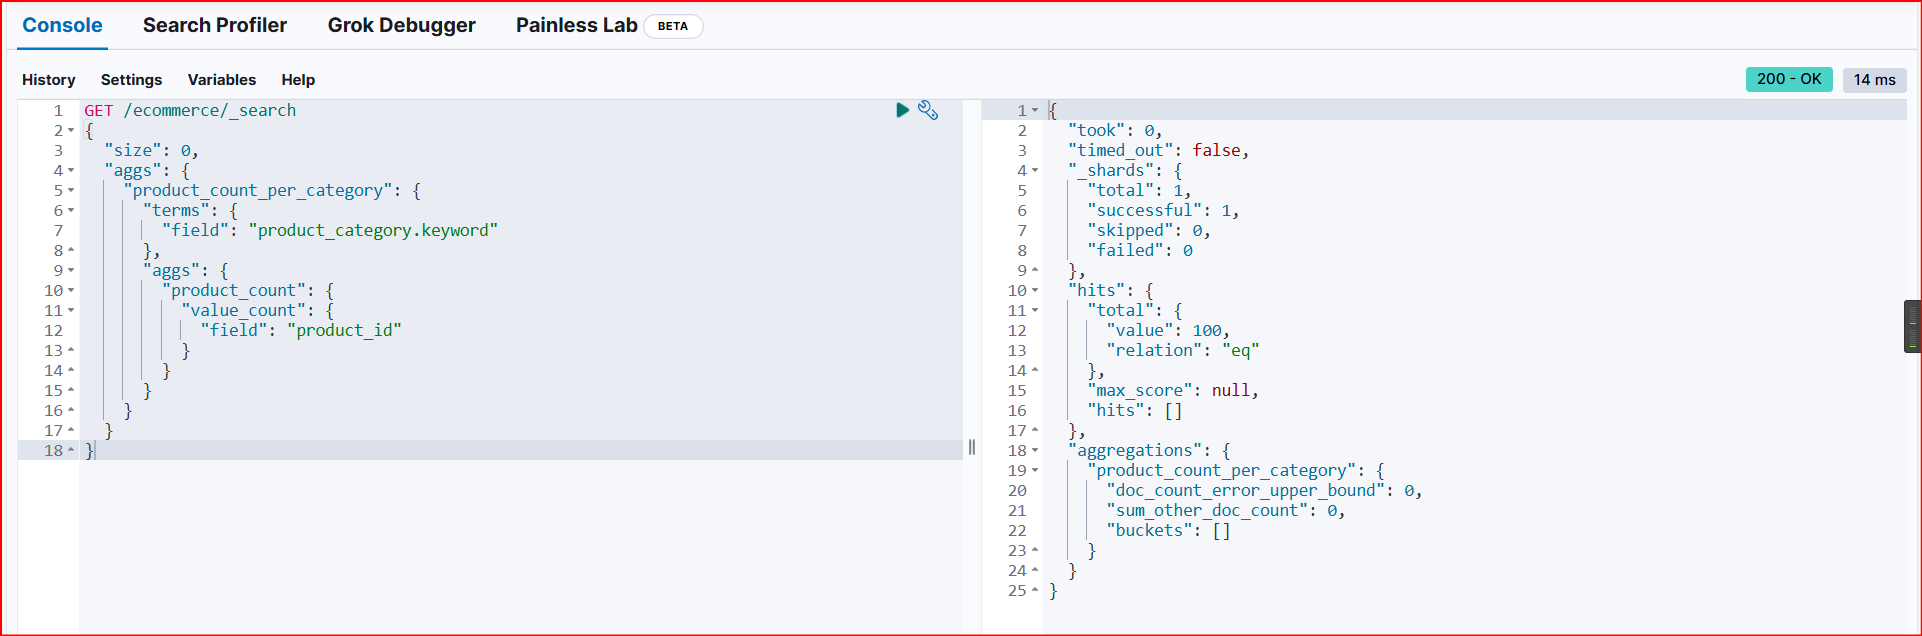 Console Search Profiler Grok Debugger Painless Lab BETA
History Settings Variables Help 200 - OK 14 ms
1 GET /ecommerce/_search
2 {
3 "size": 0,
4 "aggs": {
5 "product_count_per_category": {
6 "terms": {
7 "field": "product_category.keyword"
8 },
9 "aggs": {
10 "product_count": {
11 "value_count": {
12 "field": "product_id"
13 }
14 }
15 }
16 }
17 }
18 }
1 {
2 "took": 0,
3 "timed_out": false,
4 "_shards": {
5 "total": 1,
6 "successful": 1,
7 "skipped": 0,
8 "failed": 0
9 },
10 "hits": {
11 "total": {
12 "value": 100,
13 "relation": "eq"
14 },
15 "max_score": null,
16 "hits": []
17 },
18 "aggregations": {
19 "product_count_per_category": {
20 "doc_count_error_upper_bound": 0,
21 "sum_other_doc_count": 0,
22 "buckets": []
23 }
24 }
25 }